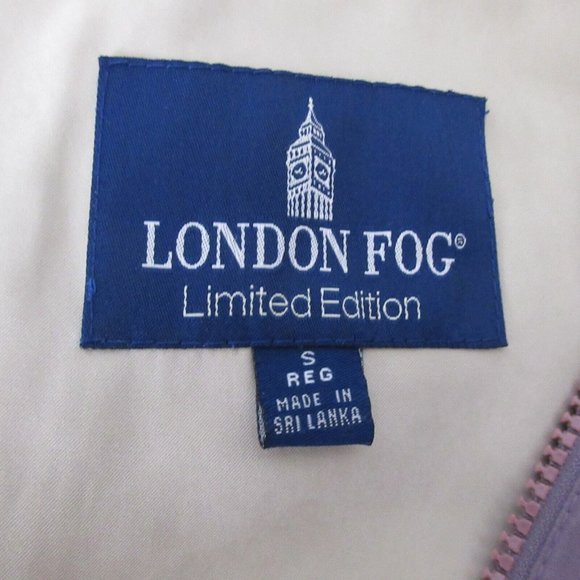 LONDON FOG®
Limited Edition
S
REG
MADE IN
SRI LANKA